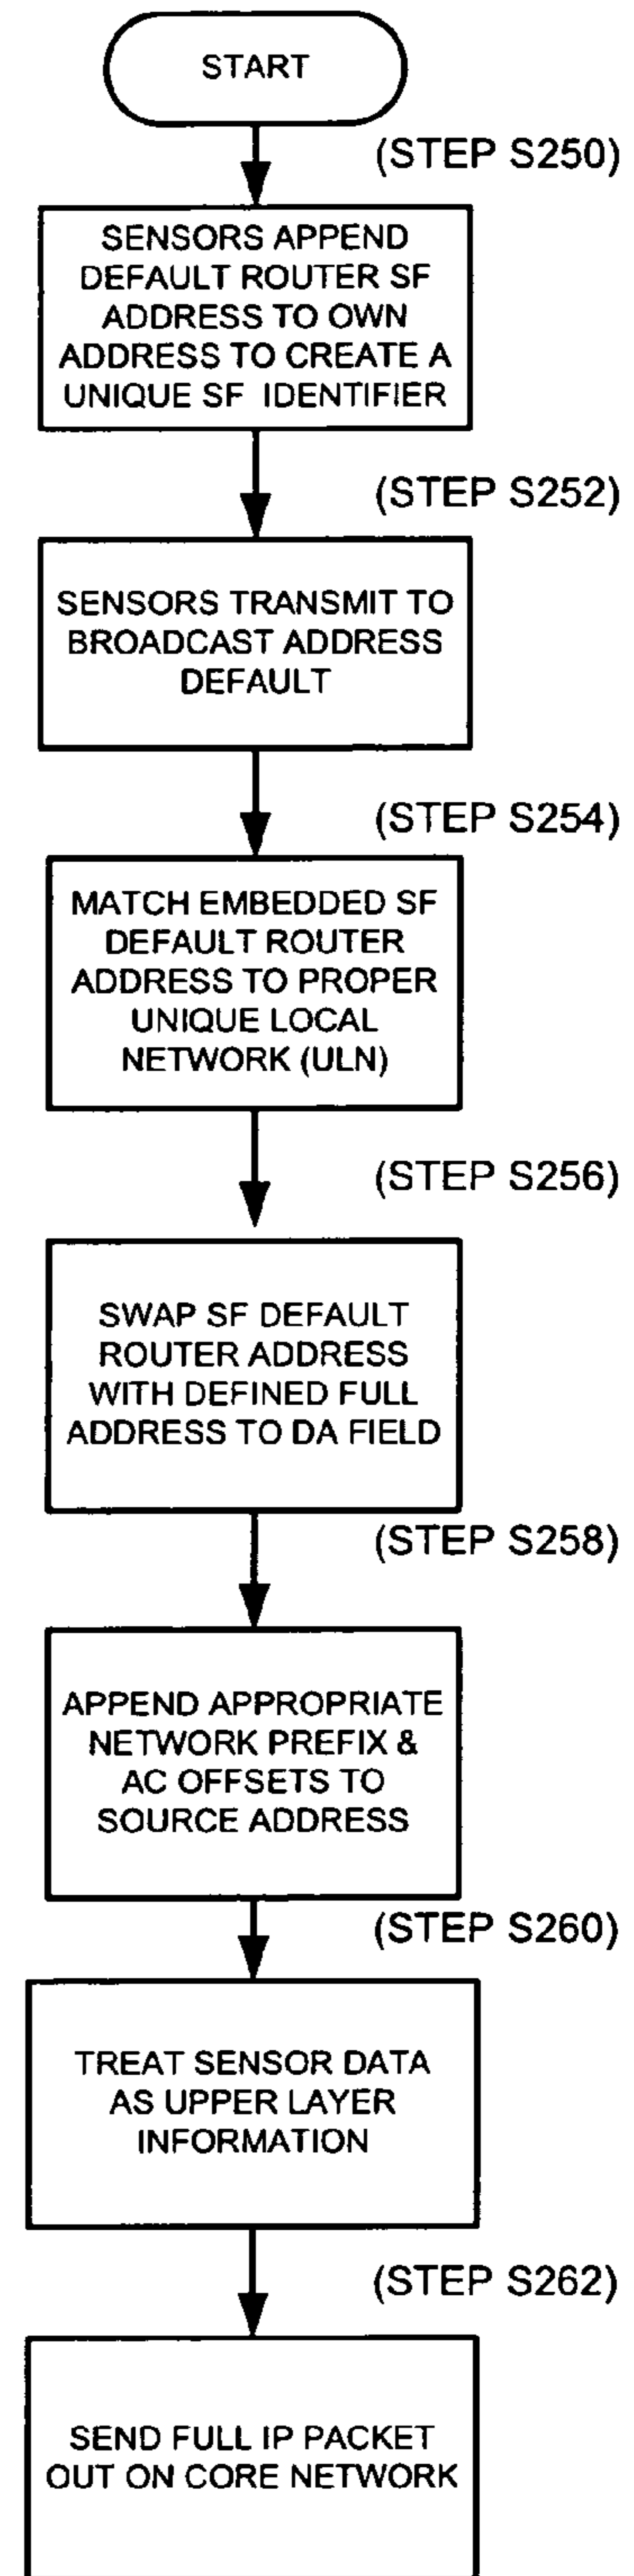 START
(STEP S250)
SENSORS APPEND
DEFAULT ROUTER SF
ADDRESS TO OWN
ADDRESS TO CREATE A
UNIQUE SF IDENTIFIER
(STEP S252)
SENSORS TRANSMIT TO
BROADCAST ADDRESS
DEFAULT
(STEP S254)
MATCH EMBEDDED SF
DEFAULT ROUTER
ADDRESS TO PROPER
UNIQUE LOCAL
NETWORK (ULN)
(STEP S256)
SWAP SF DEFAULT
ROUTER ADDRESS
WITH DEFINED FULL
ADDRESS TO DA FIELD
(STEP S258)
APPEND APPROPRIATE
NETWORK PREFIX &
AC OFFSETS TO
SOURCE ADDRESS
(STEP S260)
TREAT SENSOR DATA
AS UPPER LAYER
INFORMATION
(STEP S262)
SEND FULL IP PACKET
OUT ON CORE NETWORK